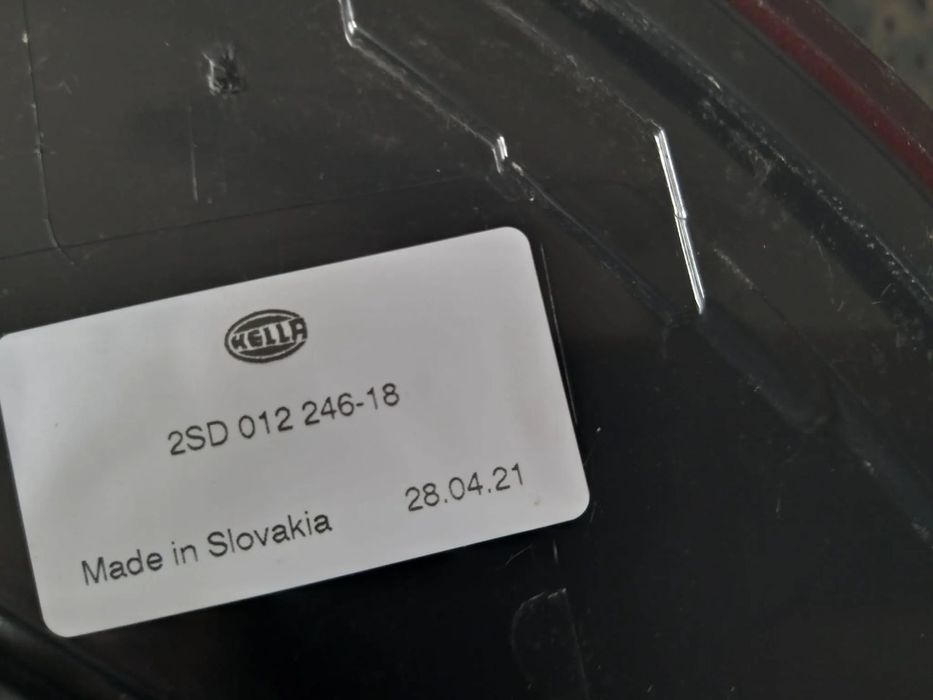 HELLA
2SD 012 246-18
28.04.21
Made in Slovakia